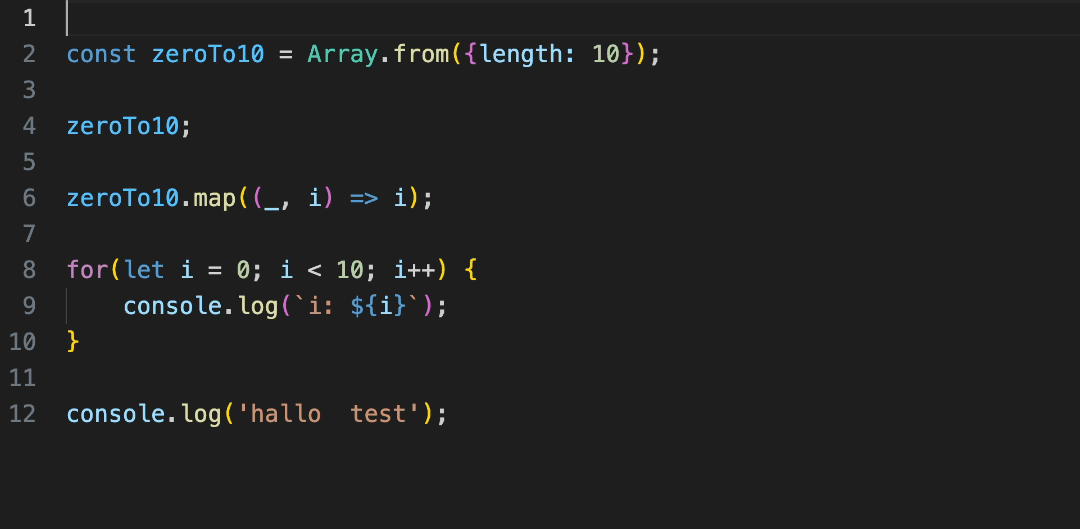 1
2 const zeroTo10 = Array.from({length: 10});
3
4 zeroTo10;
5
6 zeroTo10.map((_, i) => i);
7
8 for(let i = 0; i < 10; i++) {
9     console.log(`i: ${i}`);
10 }
11
12 console.log('hallo  test');